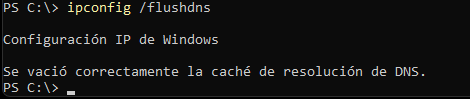 PS C:\> ipconfig /flushdns
Configuración IP de Windows
Se vació correctamente la caché de resolución de DNS.
PS C:\>